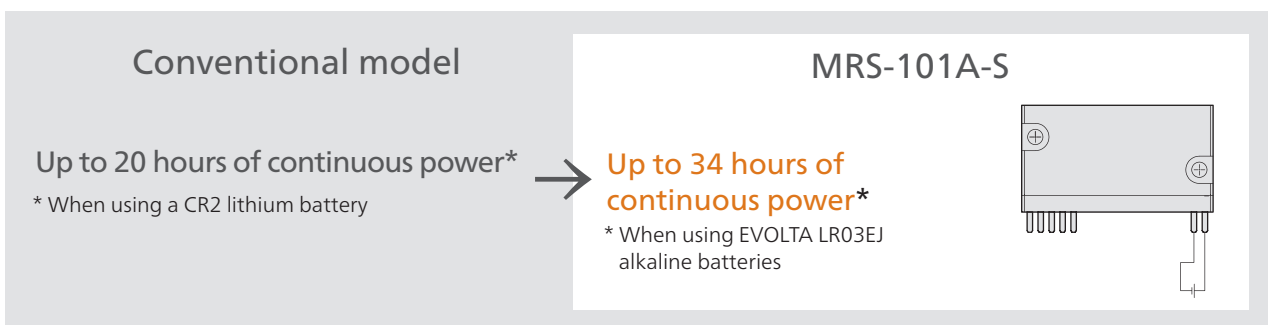 Conventional model
Up to 20 hours of continuous power*
* When using a CR2 lithium battery
MRS-101A-S
Up to 34 hours of
continuous power*
* When using EVOLTA LR03EJ
alkaline batteries